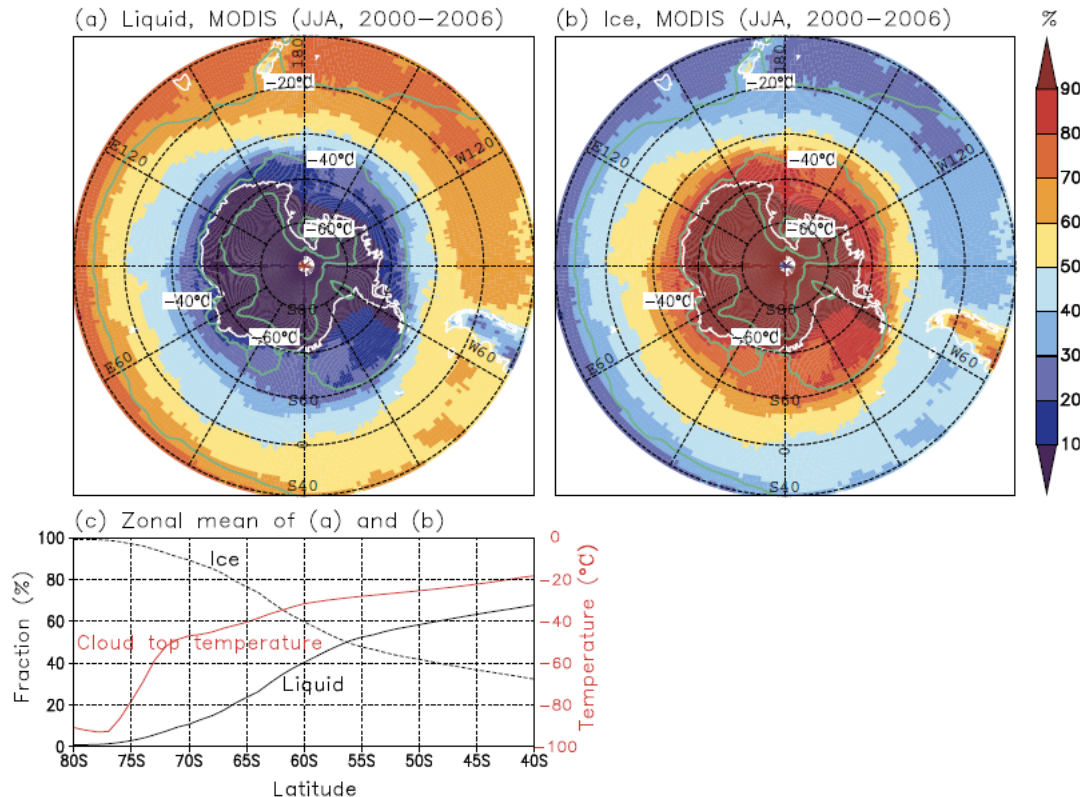 (a) Liquid, MODIS (JJA, 2000−2006)
(b) Ice, MODIS (JJA, 2000−2006)
%
180
−20°C
E120
W120
−40°C
−60°C
−40°C
S80
−60°C
E60
W60
S60
0
S40
180
−20°C
E120
W120
−40°C
−60°C
−40°C
S80
−60°C
E60
W60
S60
0
S40
90
80
70
60
50
40
30
20
10
(c) Zonal mean of (a) and (b)
100
80
60
40
20
0
Fraction (%)
Ice
Cloud top temperature
Liquid
0
−20
−40
−60
−80
−100
Temperature (°C)
80S 75S 70S 65S 60S 55S 50S 45S 40S
Latitude